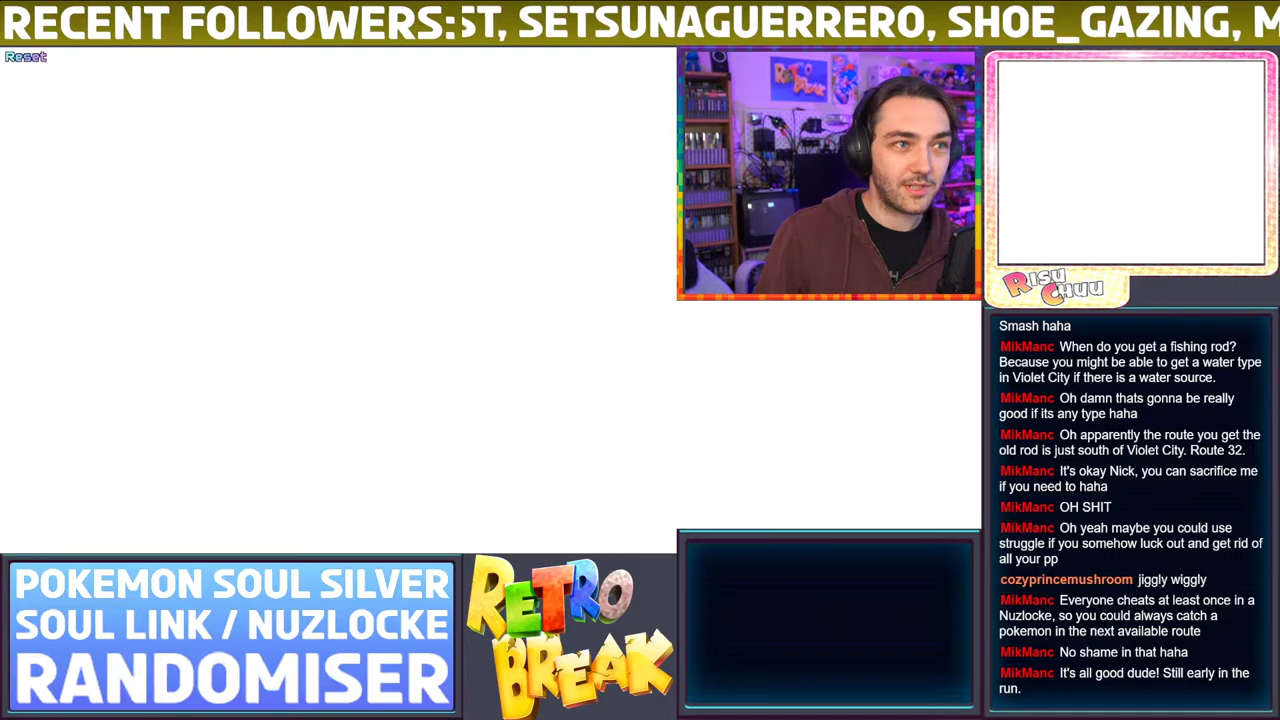 RECENT FOLLOWERS: ST, SETSUNAGUERRERO, SHOE_GAZING, M
Reset
RETRO
BREAK
RISU
CHUU
Smash haha
MikManc When do you get a fishing rod?
Because you might be able to get a water type
in Violet City if there is a water source.
MikManc Oh damn thats gonna be really
good if its any type haha
MikManc Oh apparently the route you get the
old rod is just south of Violet City. Route 32.
MikManc It's okay Nick, you can sacrifice me
if you need to haha
MikManc OH SHIT
MikManc Oh yeah maybe you could use
struggle if you somehow luck out and get rid of
all your pp
cozyprincemushroom jiggly wiggly
MikManc Everyone cheats at least once in a
Nuzlocke, so you could always catch a
pokemon in the next available route
MikManc No shame in that haha
MikManc It's all good dude! Still early in the
run.
POKEMON SOUL SILVER
SOUL LINK / NUZLOCKE
RANDOMISER
RETRO
BREAK